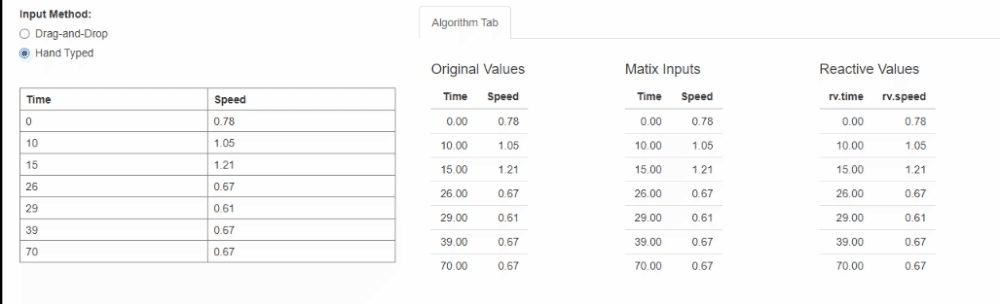 Input Method:
Drag-and-Drop
Hand Typed
Time Speed
0 0.78
10 1.05
15 1.21
26 0.67
29 0.61
39 0.67
70 0.67
Algorithm Tab
Original Values
Time Speed
0.00 0.78
10.00 1.05
15.00 1.21
26.00 0.67
29.00 0.61
39.00 0.67
70.00 0.67
Matix Inputs
Time Speed
0.00 0.78
10.00 1.05
15.00 1.21
26.00 0.67
29.00 0.61
39.00 0.67
70.00 0.67
Reactive Values
rv.time rv.speed
0.00 0.78
10.00 1.05
15.00 1.21
26.00 0.67
29.00 0.61
39.00 0.67
70.00 0.67